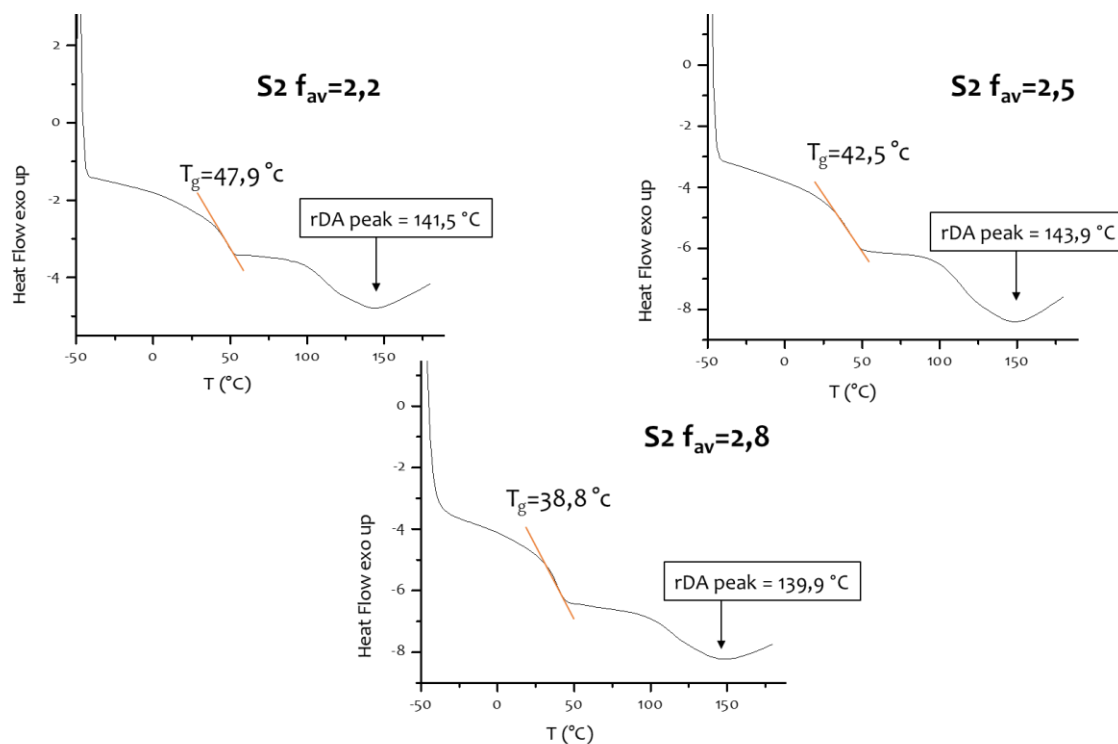 S2 fav=2,2
Tg=47,9 °c
rDA peak = 141,5 °C
Heat Flow exo up
2
0
-2
-4
-50
0
50
100
150
T (°C)
S2 fav=2,5
Tg=42,5 °c
rDA peak = 143,9 °C
Heat Flow exo up
0
-2
-4
-6
-8
-50
0
50
100
150
T (°C)
S2 fav=2,8
Tg=38,8 °c
rDA peak = 139,9 °C
Heat Flow exo up
0
-2
-4
-6
-8
-50
0
50
100
150
T (°C)